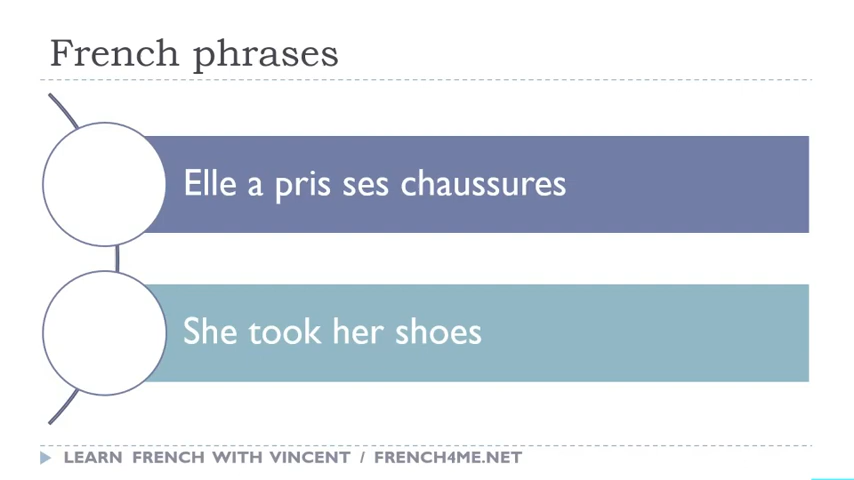 French phrases
Elle a pris ses chaussures
She took her shoes
LEARN FRENCH WITH VINCENT / FRENCH4ME.NET